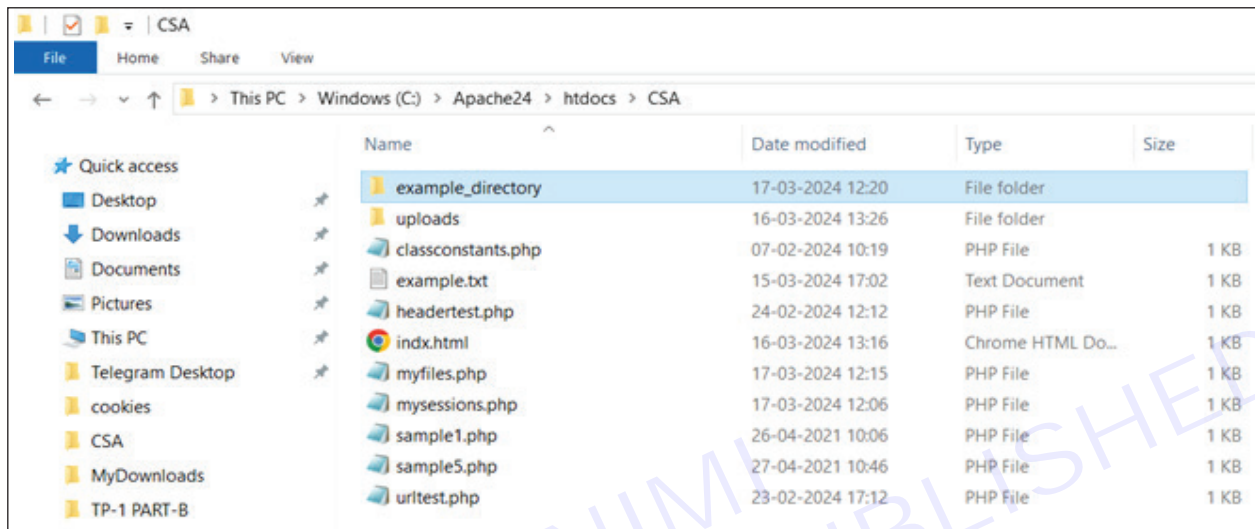 CSA
File Home Share View
This PC > Windows (C:) > Apache24 > htdocs > CSA
Name Date modified Type Size
Quick access
Desktop
Downloads
Documents
Pictures
This PC
Telegram Desktop
cookies
CSA
MyDownloads
TP-1 PART-B
example_directory 17-03-2024 12:20 File folder
uploads 16-03-2024 13:26 File folder
classconstants.php 07-02-2024 10:19 PHP File 1 KB
example.txt 15-03-2024 17:02 Text Document 1 KB
headertest.php 24-02-2024 12:12 PHP File 1 KB
indx.html 16-03-2024 13:16 Chrome HTML Do... 1 KB
myfiles.php 17-03-2024 12:15 PHP File 1 KB
mysessions.php 17-03-2024 12:06 PHP File 1 KB
sample1.php 26-04-2021 10:06 PHP File 1 KB
sample5.php 27-04-2021 10:46 PHP File 1 KB
urltest.php 23-02-2024 17:12 PHP File 1 KB